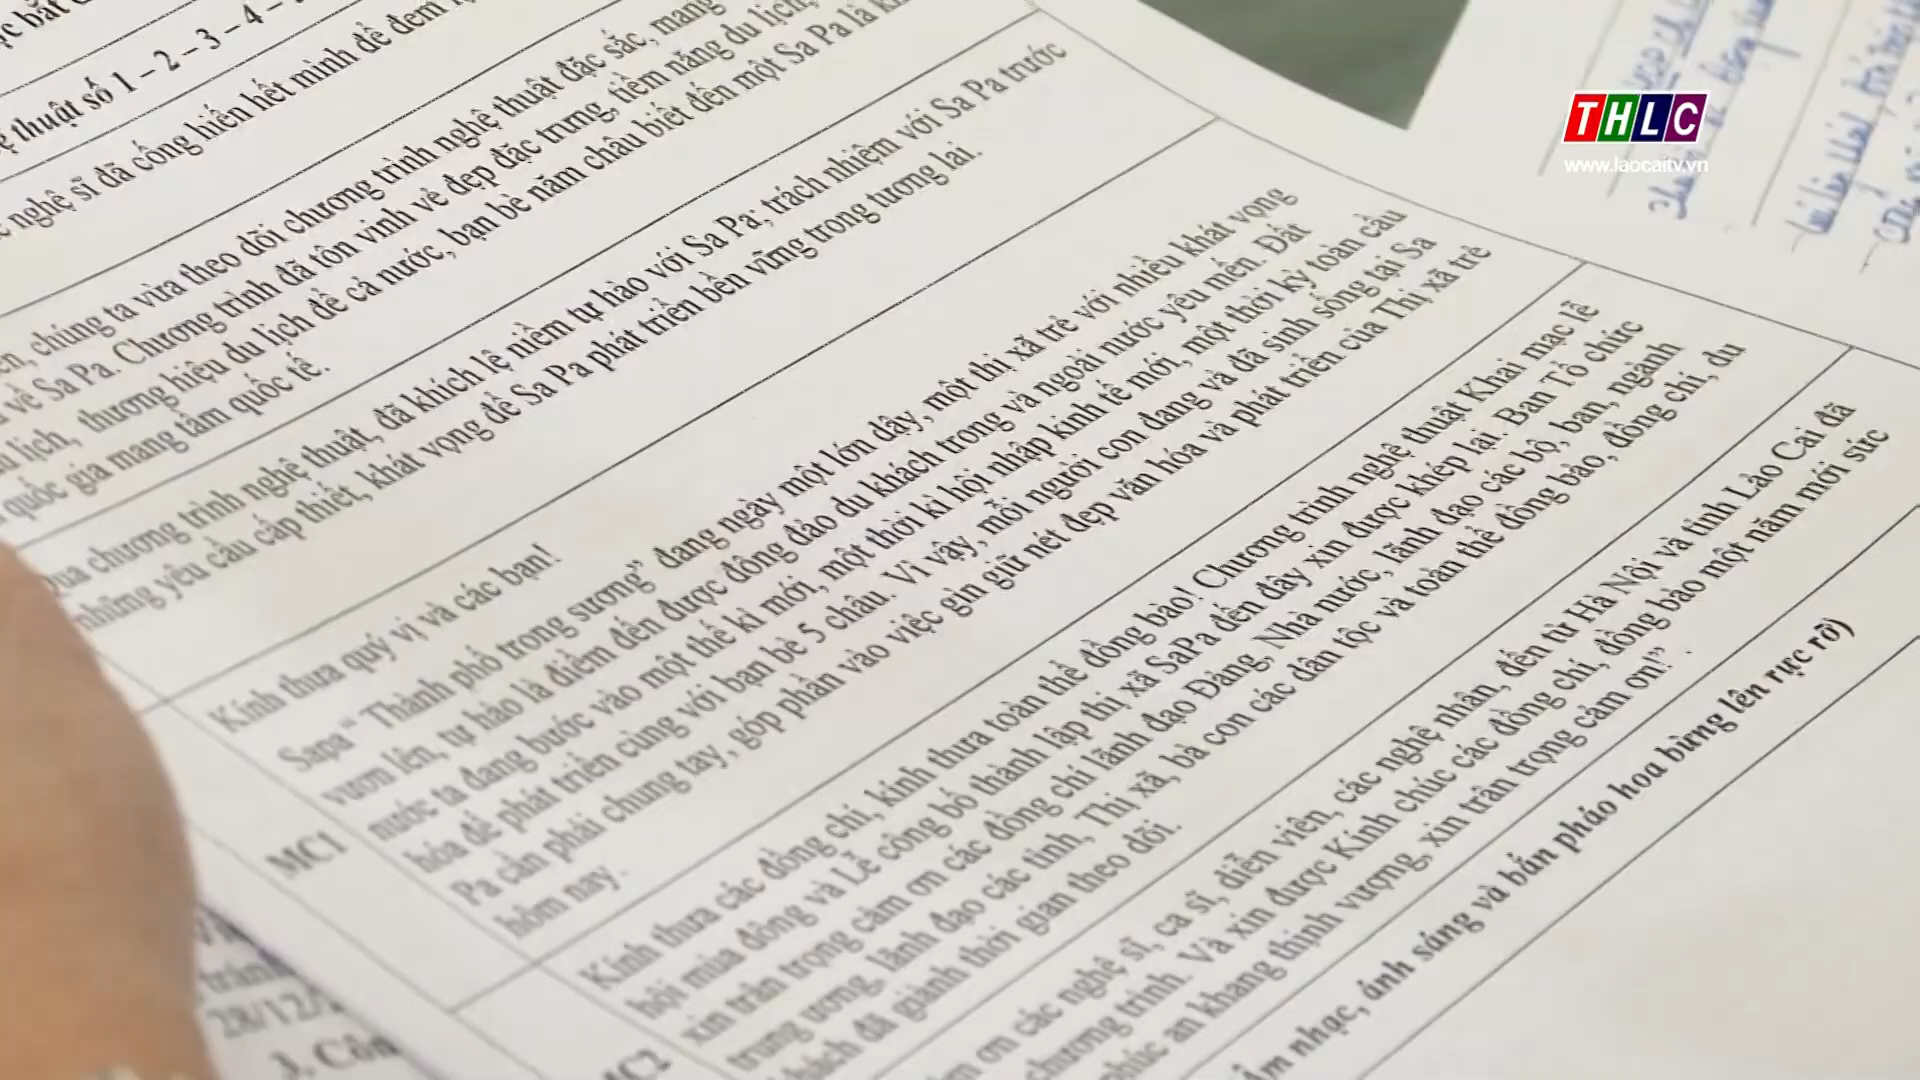 thuật số 1 – 2 – 3 – 4 –
nghệ sĩ đã cống hiến hết mình để đem
chúng ta vừa theo dõi chương trình nghệ thuật đặc sắc, mang
về Sa Pa. Chương trình đã tôn vinh vẻ đẹp đặc trưng, tiềm năng du lịch,
lịch, thương hiệu du lịch để cả nước, bạn bè năm châu biết đến một Sa Pa là
quốc gia mang tầm quốc tế.
Qua chương trình nghệ thuật, đã khích lệ niềm tự hào với Sa Pa; trách nhiệm với Sa Pa trước
những yêu cầu cấp thiết, khát vọng để Sa Pa phát triển bền vững trong tương lai.
MC1
Kính thưa quý vị và các bạn!
Sapa “ Thành phố trong sương” đang ngày một lớn dậy, một thị xã trẻ với nhiều khát vọng
vươn lên, tự hào là điểm đến được đông đảo du khách trong và ngoài nước yêu mến. Đất
nước ta đang bước vào một thế kỉ mới, một thời kì hội nhập kinh tế mới, một thời kỳ toàn cầu
hóa để phát triển cùng với bạn bè 5 châu. Vì vậy, mỗi người con đang và đã sinh sống tại Sa
Pa cần phải chung tay, góp phần vào việc gìn giữ nét đẹp văn hóa và phát triển của Thị xã trẻ
hôm nay.
MC2
Kính thưa các đồng chí, kính thưa toàn thể đồng bào! Chương trình nghệ thuật Khai mạc lễ
hội mùa đông và Lễ công bố thành lập thị xã SaPa đến đây xin được khép lại. Ban Tổ chức
xin trân trọng cảm ơn các đồng chí lãnh đạo Đảng, Nhà nước, lãnh đạo các bộ, ban, ngành
trung ương, lãnh đạo các tỉnh, Thị xã, bà con các dân tộc và toàn thể đồng bào, đồng chí, du
khách đã giành thời gian theo dõi.
ơn các nghệ sĩ, ca sĩ, diễn viên, các nghệ nhân, đến từ Hà Nội và tỉnh Lào Cai đã
chương trình. Và xin được Kính chúc các đồng chí, đồng bào một năm mới sức
an khang thịnh vượng, xin trân trọng cảm ơn!”
Âm nhạc, ánh sáng và bắn pháo hoa bừng lên rực rỡ)
28/12/
3. Côn
THLC
www.laocaitv.vn